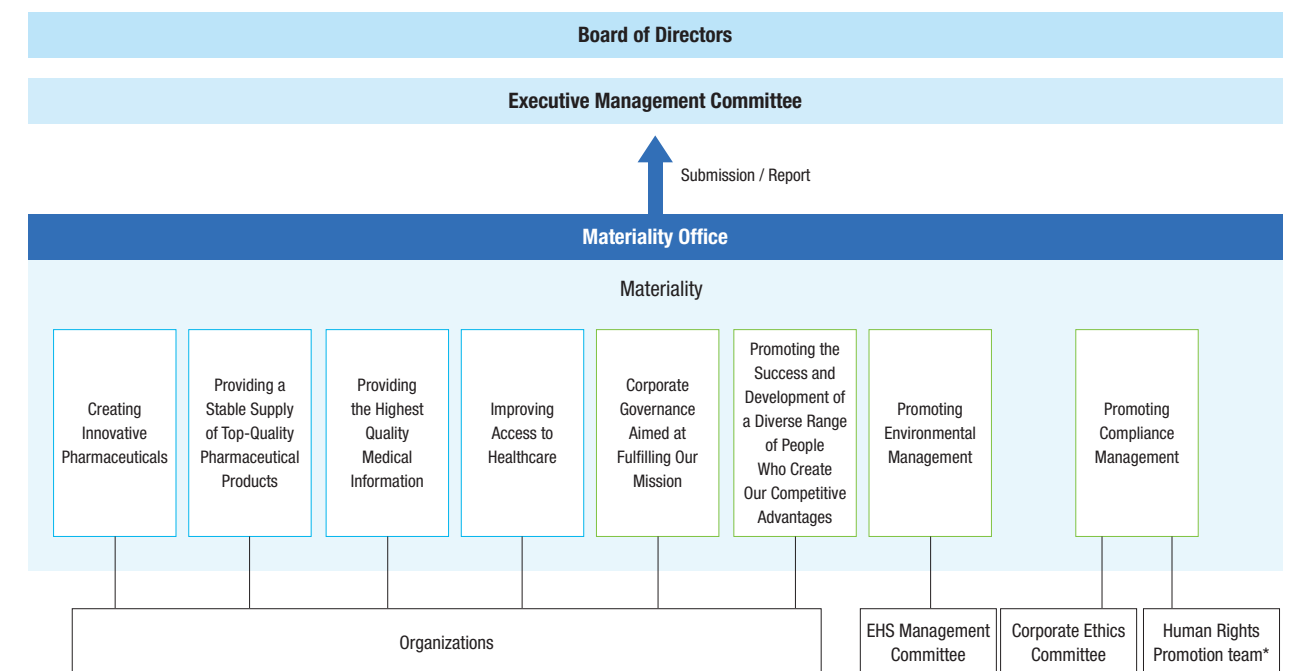 Board of Directors
Executive Management Committee
Submission / Report
Materiality Office
Materiality
Creating
Innovative
Pharmaceuticals
Providing a
Stable Supply
of Top-Quality
Pharmaceutical
Products
Providing
the Highest
Quality
Medical
Information
Improving
Access to
Healthcare
Corporate
Governance
Aimed at
Fulfilling Our
Mission
Promoting the
Success and
Development of
a Diverse Range
of People
Who Create
Our Competitive
Advantages
Promoting
Environmental
Management
Promoting
Compliance
Management
Organizations
EHS Management
Committee
Corporate Ethics
Committee
Human Rights
Promotion team*